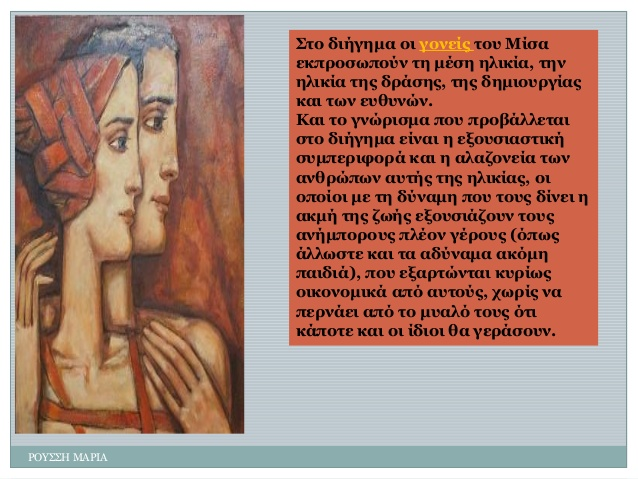 Στο διήγημα οι γονείς του Μίσα
εκπροσωπούν τη μέση ηλικία, την
ηλικία της δράσης, της δημιουργίας
και των ευθυνών.
Και το γνώρισμα που προβάλλεται
στο διήγημα είναι η εξουσιαστική
συμπεριφορά και η αλαζονεία των
ανθρώπων αυτής της ηλικίας, οι
οποίοι με τη δύναμη που τους δίνει η
ακμή της ζωής εξουσιάζουν τους
ανήμπορους πλέον γέρους (όπως
άλλωστε και τα αδύναμα ακόμη
παιδιά), που εξαρτώνται κυρίως
οικονομικά από αυτούς, χωρίς να
περνάει από το μυαλό τους ότι
κάποτε και οι ίδιοι θα γεράσουν.
ΡΟΥΣΣΗ ΜΑΡΙΑ